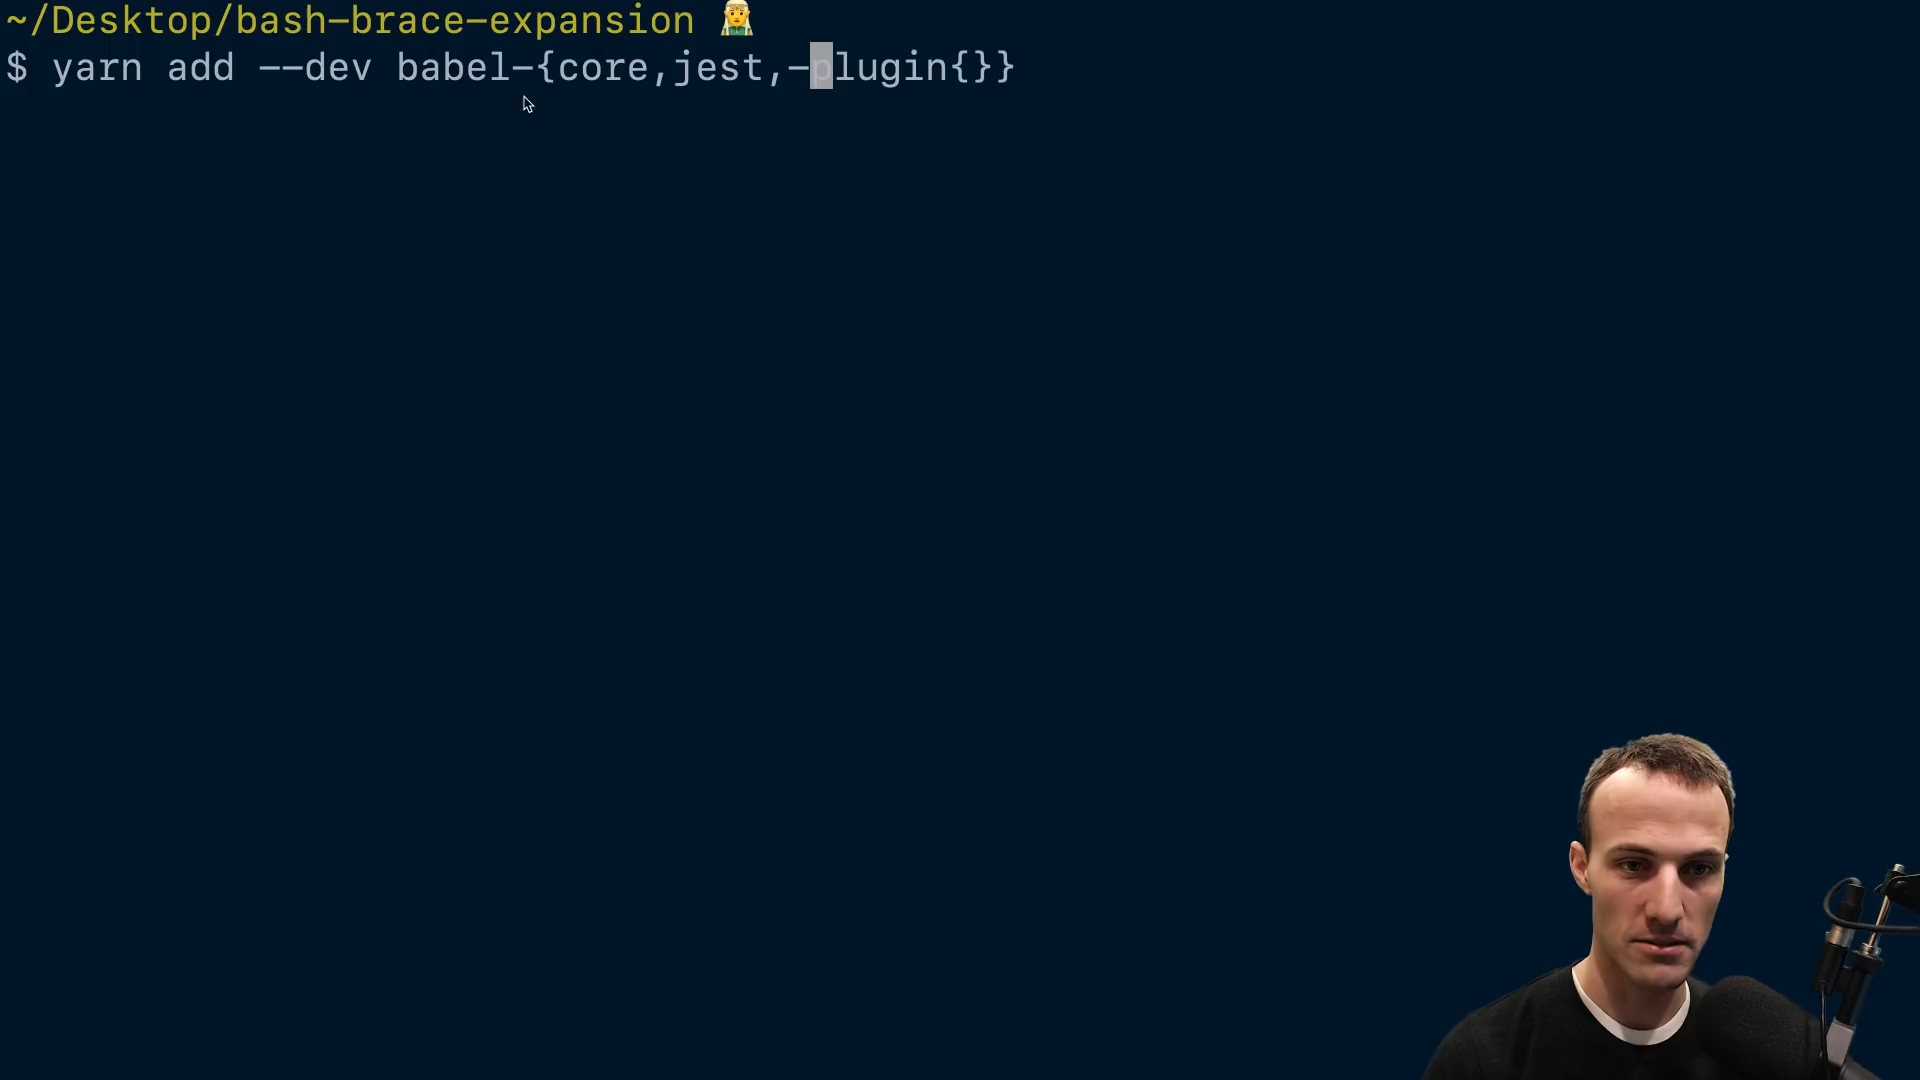 ~/Desktop/bash-brace-expansion 🧝
$ yarn add --dev babel-{core,jest,-plugin{}}